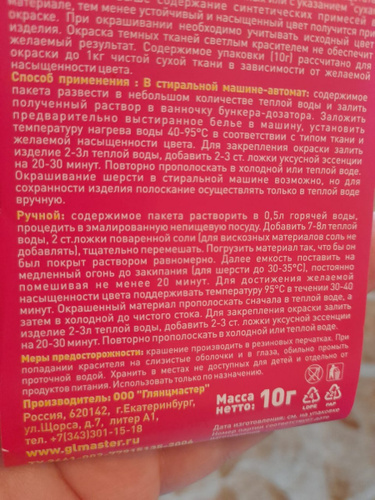 материале, тем менее устойчивый и насыщенный цвет получится при
окраске. При окрашивании необходимо учитывать исходный цвет
изделия. Окраска темных тканей светлым красителем не обеспечит
желаемый результат. Содержимое упаковки (10г) рассчитано для
окраски до 1кг чистой сухой ткани в зависимости от желаемой
насыщенности цвета.
Способ применения : В стиральной машине-автомат: содержимое
пакета развести в небольшом количестве теплой воды и залить
полученный раствор в ванночку бункера-дозатора. Заложить
предварительно выстиранное белье в машину, установить
температуру нагрева воды 40-95°С в соответствии с типом ткани и
желаемой насыщенности цвета. Для закрепления окраски залить
изделие 2-3л теплой воды, добавить 2-3 ст. ложки уксусной эссенции
на 20-30 минут. Повторно прополоскать в холодной или теплой воде.
Окрашивание шерсти в стиральной машине возможно, но для
сохранности изделия полоскание осуществлять только в теплой воде
вручную.
Ручной: содержимое пакета растворить в 0,5л горячей воды,
процедить в эмалированную непищевую посуду. Добавить 7-8л теплой
воды, 2 ст.ложки поваренной соли (для вискозных материалов соль не
добавлять), тщательно перемешать. Погрузить материал так, что бы он
был покрыт раствором равномерно. Далее емкость поставить на
медленный огонь до закипания (для шерсти до 30-35°С), постоянно
помешивая не менее 20 минут. Для достижения желаемой
насыщенности цвета поддерживать температуру 95°С в течении 30-40
минут. Окрашенный материал прополоскать сначала в теплой воде, а
затем в холодной до чистого стока. Для закрепления окраски залить
изделие 2-3л теплой воды, добавить 2-3 ст. ложки уксусной эссенции
на 20-30 минут. Повторно прополоскать в холодной или теплой воде.
Меры предосторожности: крашение производить в резиновых перчатках. При
попадании красителя на слизистые оболочки и в глаза, обильно промыть
проточной водой. Хранить в местах не доступных для детей и отдельно от
продуктов питания. Использовать только по назначению.
Производитель: ООО "Глянцмастер"
Россия, 620142, г.Екатеринбург,
ул.Щорса, д.7, литер А1,
тел. +7(343)301-15-18
www.glmaster.ru
Масса
нетто: 10г
Дата изготовления: см. на упаковке